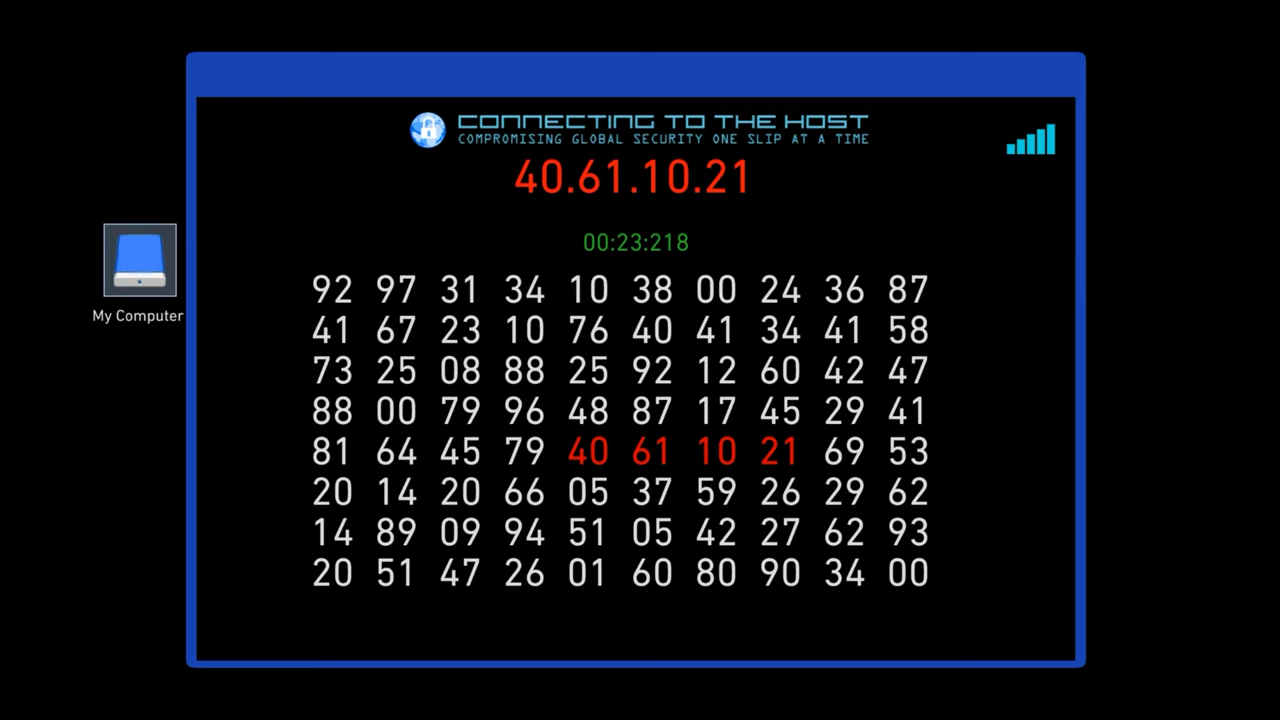 CONNECTING TO THE HOST
COMPROMISING GLOBAL SECURITY ONE SLIP AT A TIME
40.61.10.21
00:23:218
92 97 31 34 10 38 00 24 36 87
41 67 23 10 76 40 41 34 41 58
73 25 08 88 25 92 12 60 42 47
My Computer
88 00 79 96 48 87 17 45 29 41
81 64 45 79 40 61 10 21 69 53
20 14 20 66 05 37 59 26 29 62
14 89 09 94 51 05 42 27 62 93
20 51 47 26 01 60 80 90 34 00